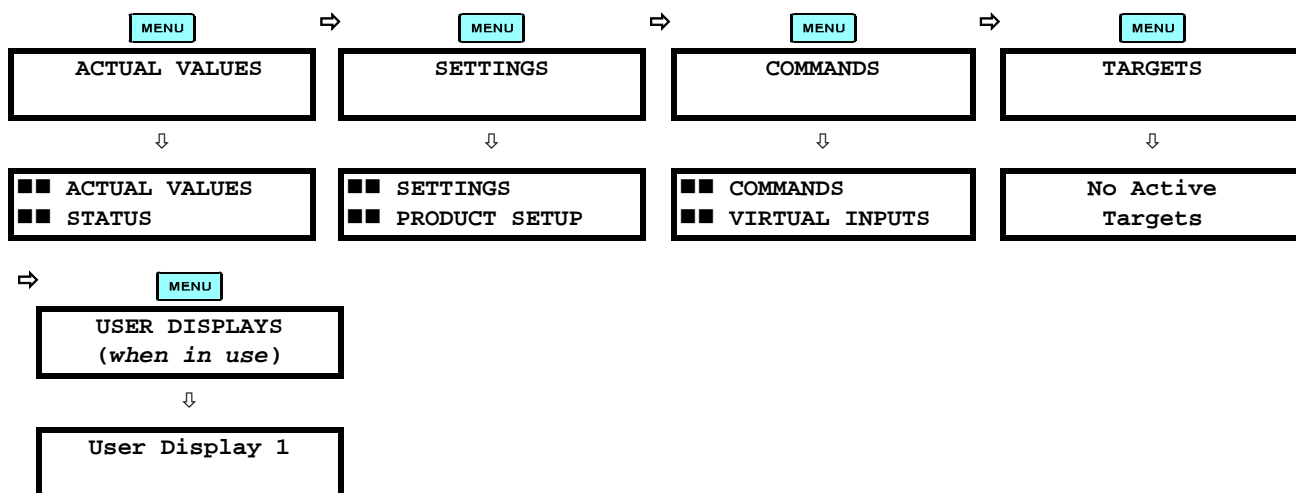 MENU ⇨ MENU ⇨ MENU ⇨ MENU
ACTUAL VALUES
SETTINGS
COMMANDS
TARGETS
⇩ ⇩ ⇩ ⇩
■■ ACTUAL VALUES
■■ STATUS
■■ SETTINGS
■■ PRODUCT SETUP
■■ COMMANDS
■■ VIRTUAL INPUTS
No Active
Targets
⇨ MENU
USER DISPLAYS
(when in use)
⇩
User Display 1